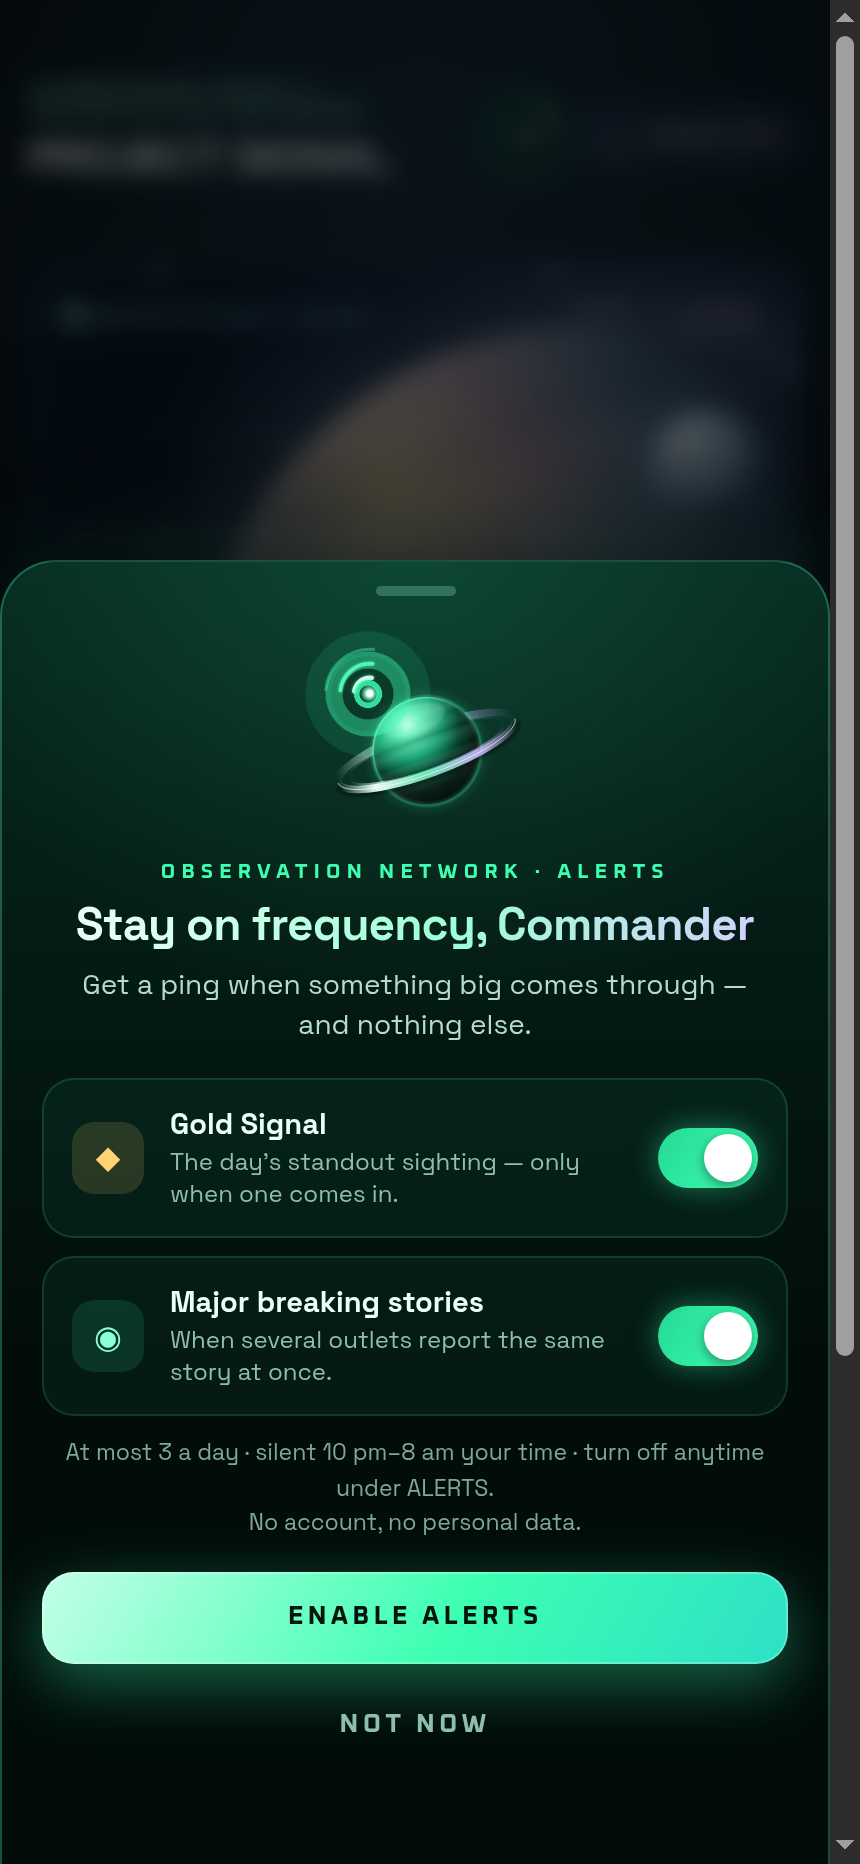 OBSERVATION NETWORK · ALERTS
Stay on frequency, Commander
Get a ping when something big comes through —
and nothing else.
Gold Signal
The day's standout sighting — only
when one comes in.
Major breaking stories
When several outlets report the same
story at once.
At most 3 a day · silent 10 pm–8 am your time · turn off anytime
under ALERTS.
No account, no personal data.
ENABLE ALERTS
NOT NOW